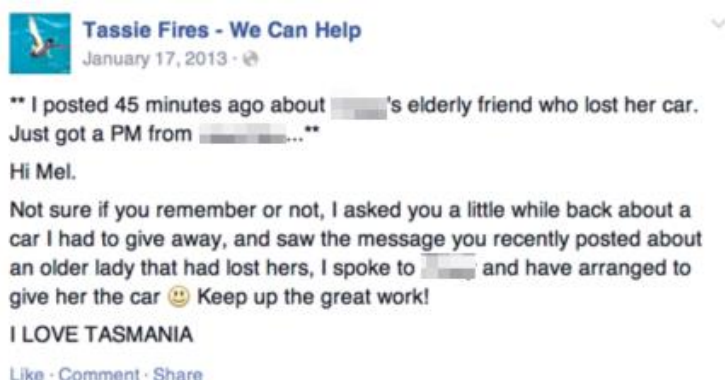 Tassie Fires - We Can Help
January 17, 2013 ·
** I posted 45 minutes ago about 's elderly friend who lost her car.
Just got a PM from ...**
Hi Mel.
Not sure if you remember or not, I asked you a little while back about a
car I had to give away, and saw the message you recently posted about
an older lady that had lost hers, I spoke to and have arranged to
give her the car 🙂 Keep up the great work!
I LOVE TASMANIA
Like · Comment · Share